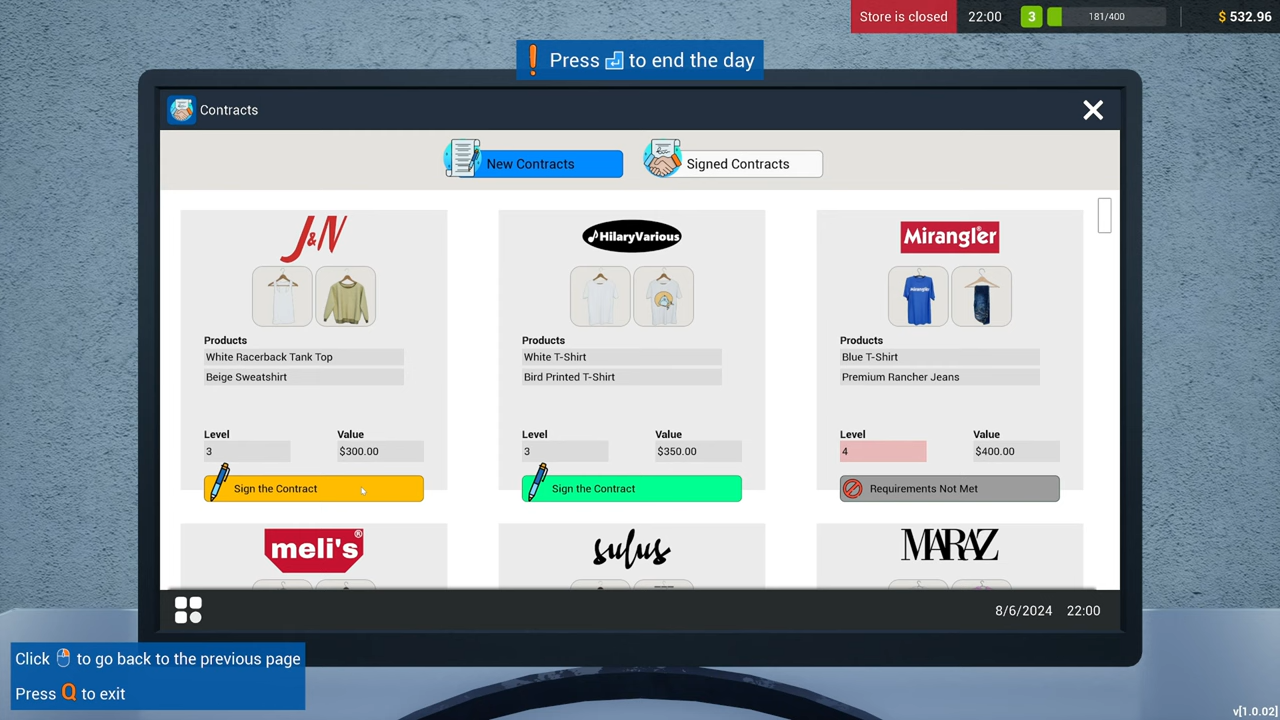 Store is closed
22:00
3
181/400
$ 532.96
! Press to end the day
Contracts
New Contracts
Signed Contracts
J&N
HilaryVarious
Mirangler
Mirangler
Products
White Racerback Tank Top
Beige Sweatshirt
Products
White T-Shirt
Bird Printed T-Shirt
Products
Blue T-Shirt
Premium Rancher Jeans
Level
Value
3
$300.00
Level
Value
3
$350.00
Level
Value
4
$400.00
Sign the Contract
Sign the Contract
Requirements Not Met
meli's®
sufus
MARAZ
8/6/2024
22:00
Click to go back to the previous page
Press Q to exit
v[1.0.02]